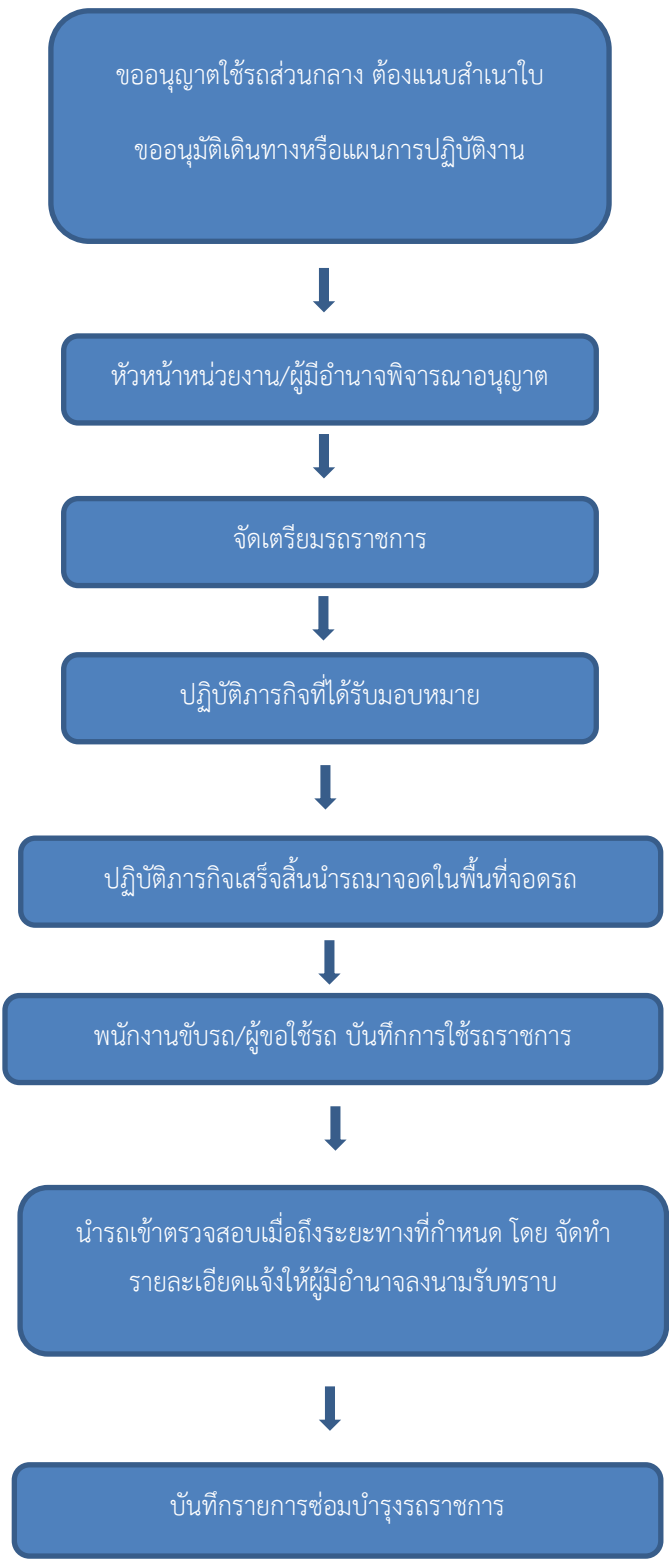 ขออนุญาตใช้รถส่วนกลาง ต้องแนบสำเนาใบ
ขออนุมัติเดินทางหรือแผนการปฏิบัติงาน
หัวหน้าหน่วยงาน/ผู้มีอำนาจพิจารณาอนุญาต
จัดเตรียมรถราชการ
ปฏิบัติภารกิจที่ได้รับมอบหมาย
ปฏิบัติภารกิจเสร็จสิ้นนำรถมาจอดในพื้นที่จอดรถ
พนักงานขับรถ/ผู้ขอใช้รถ บันทึกการใช้รถราชการ
นำรถเข้าตรวจสอบเมื่อถึงระยะทางที่กำหนด โดย จัดทำ
รายละเอียดแจ้งให้ผู้มีอำนาจลงนามรับทราบ
บันทึกรายการซ่อมบำรุงรถราชการ